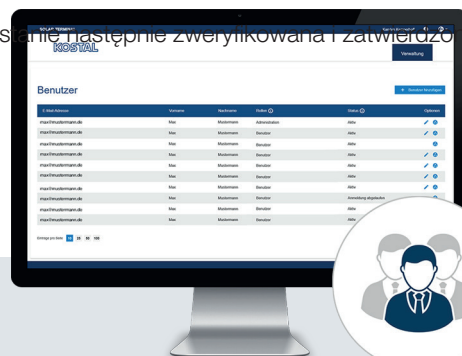 SOLAR TERMINAL
stanie następnie zweryfikowana i zatwierdzon
KOSTAL
Verwaltung
Benutzer
+ Benutzer hinzufügen
E-Mail-Adresse Vorname Nachname Rollen Status Optionen
max@mustermann.de Max Mustermann Administrator Aktiv
max@mustermann.de Max Mustermann Benutzer Aktiv
max@mustermann.de Max Mustermann Benutzer Aktiv
max@mustermann.de Max Mustermann Benutzer Aktiv
max@mustermann.de Max Mustermann Benutzer Aktiv
max@mustermann.de Max Mustermann Benutzer Aktiv
max@mustermann.de Max Mustermann Benutzer Aktiv
max@mustermann.de Max Mustermann Benutzer Anmeldung abgelaufen
max@mustermann.de Max Mustermann Benutzer Aktiv
max@mustermann.de Max Mustermann Benutzer Aktiv
Einträge pro Seite: 10 25 50 100